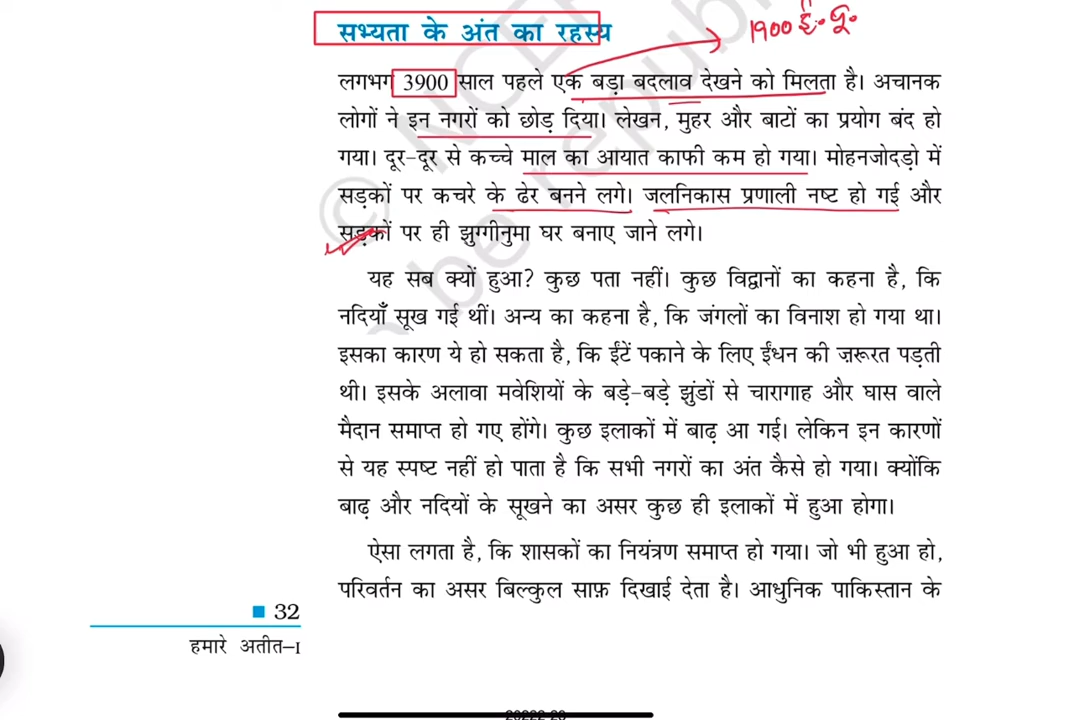 सभ्यता के अंत का रहस्य
1900 ई.पू.
लगभग 3900 साल पहले एक बड़ा बदलाव देखने को मिलता है। अचानक
लोगों ने इन नगरों को छोड़ दिया। लेखन, मुहर और बाटों का प्रयोग बंद हो
गया। दूर-दूर से कच्चे माल का आयात काफी कम हो गया। मोहनजोदड़ो में
सड़कों पर कचरे के ढेर बनने लगे। जलनिकास प्रणाली नष्ट हो गई और
सड़कों पर ही झुग्गीनुमा घर बनाए जाने लगे।
यह सब क्यों हुआ? कुछ पता नहीं। कुछ विद्वानों का कहना है, कि
नदियाँ सूख गई थीं। अन्य का कहना है, कि जंगलों का विनाश हो गया था।
इसका कारण ये हो सकता है, कि ईंटें पकाने के लिए ईंधन की ज़रूरत पड़ती
थी। इसके अलावा मवेशियों के बड़े-बड़े झुंडों से चारागाह और घास वाले
मैदान समाप्त हो गए होंगे। कुछ इलाकों में बाढ़ आ गई। लेकिन इन कारणों
से यह स्पष्ट नहीं हो पाता है कि सभी नगरों का अंत कैसे हो गया। क्योंकि
बाढ़ और नदियों के सूखने का असर कुछ ही इलाकों में हुआ होगा।
ऐसा लगता है, कि शासकों का नियंत्रण समाप्त हो गया। जो भी हुआ हो,
परिवर्तन का असर बिल्कुल साफ़ दिखाई देता है। आधुनिक पाकिस्तान के
■ 32
हमारे अतीत–I